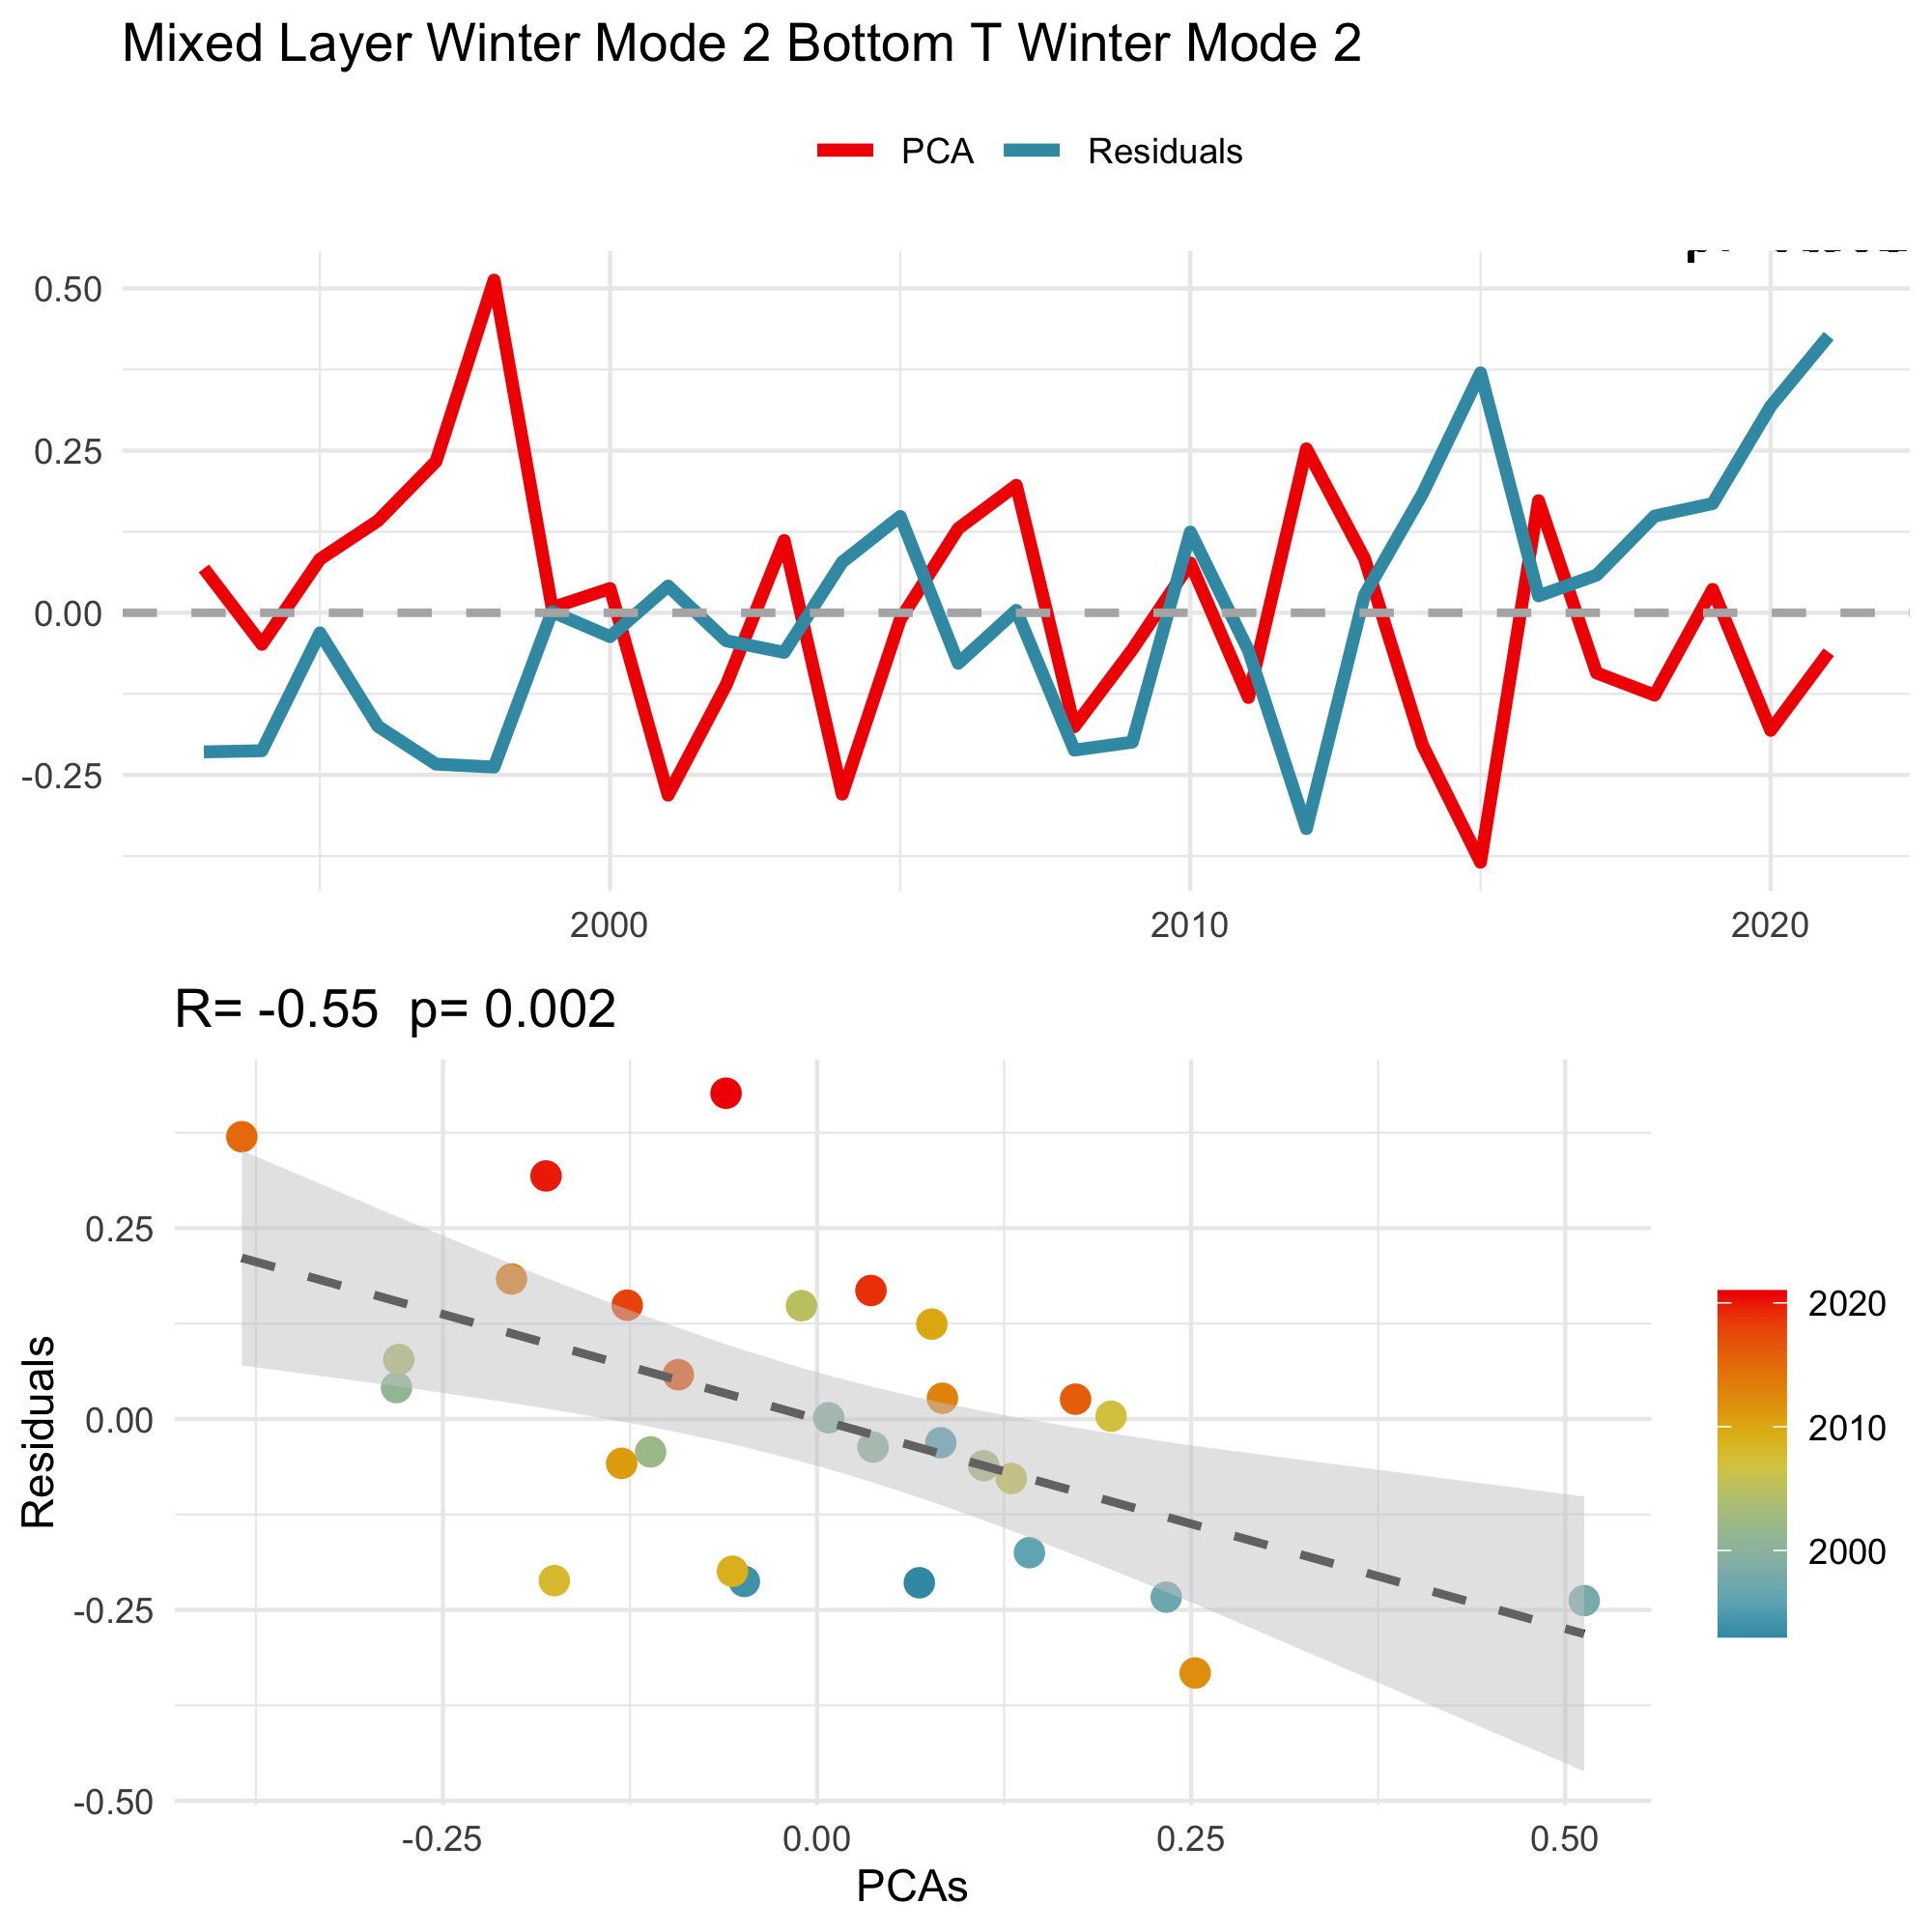 Mixed Layer Winter Mode 2 Bottom T Winter Mode 2
PCA Residuals
0.50
0.25
0.00
-0.25
2000 2010 2020
R= -0.55 p= 0.002
Residuals
0.25
0.00
-0.25
-0.50
-0.25 0.00 0.25 0.50
PCAs
2020
2010
2000